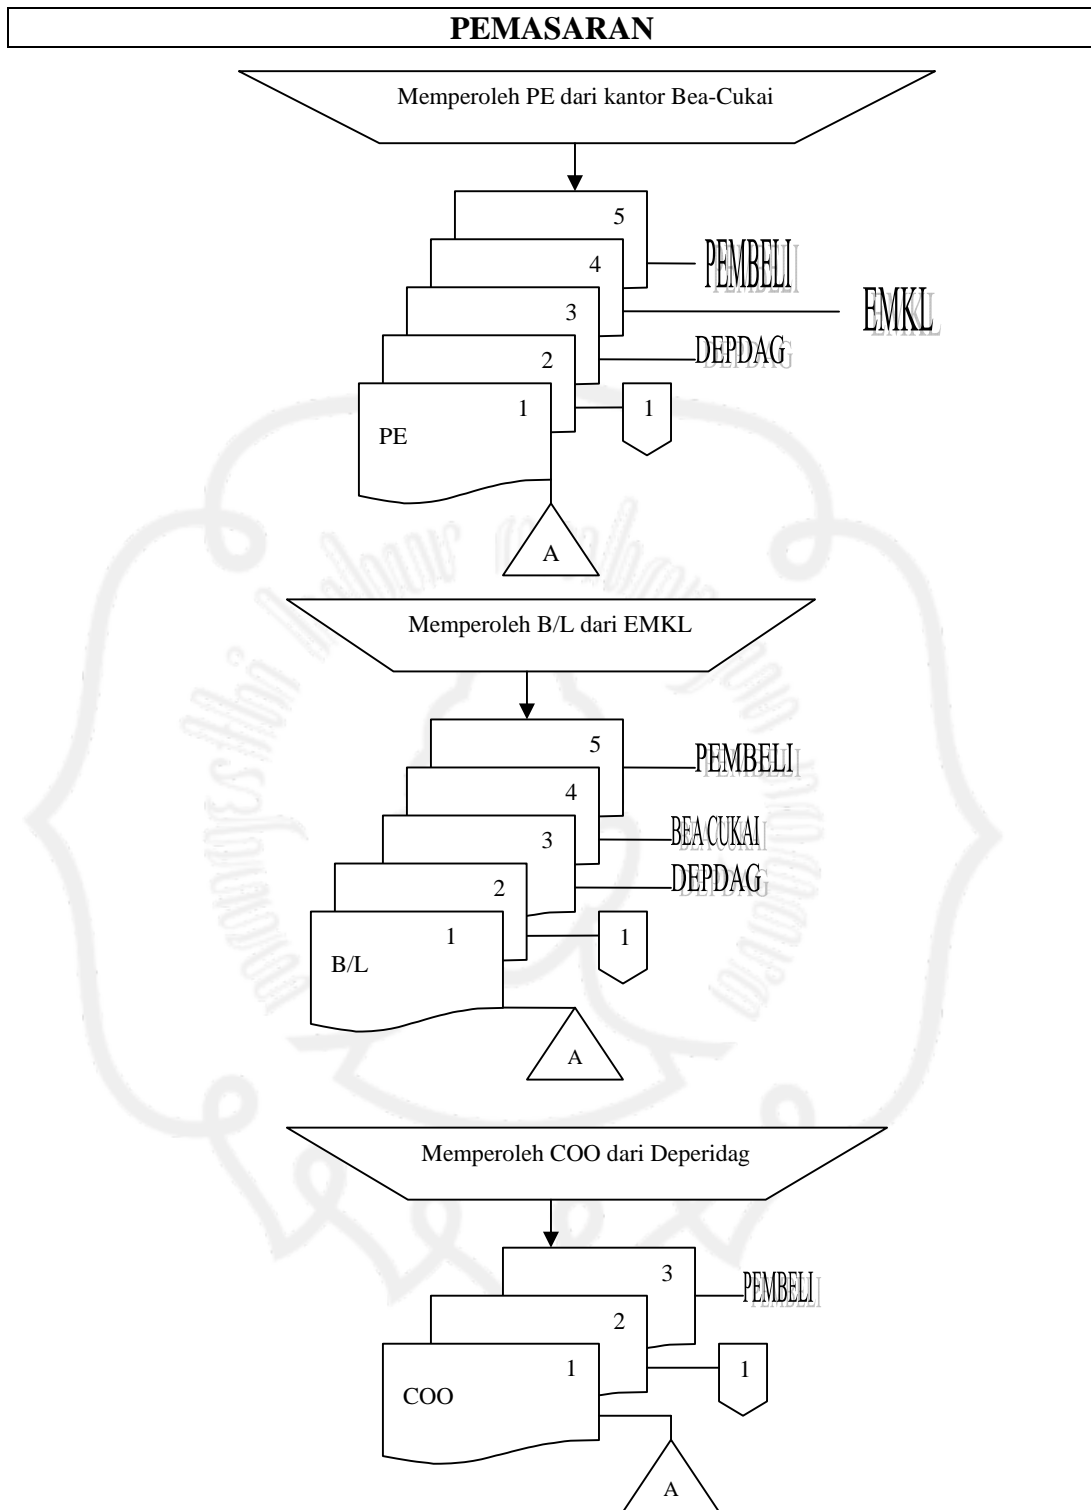 PEMASARAN
Memperoleh PE dari kantor Bea-Cukai
5
PEMBELI
4
EMKL
3
DEPDAG
2
1
1
PE
A
Memperoleh B/L dari EMKL
5
PEMBELI
4
BEA CUKAI
3
DEPDAG
2
1
1
B/L
A
Memperoleh COO dari Deperidag
3
PEMBELI
2
1
1
COO
A